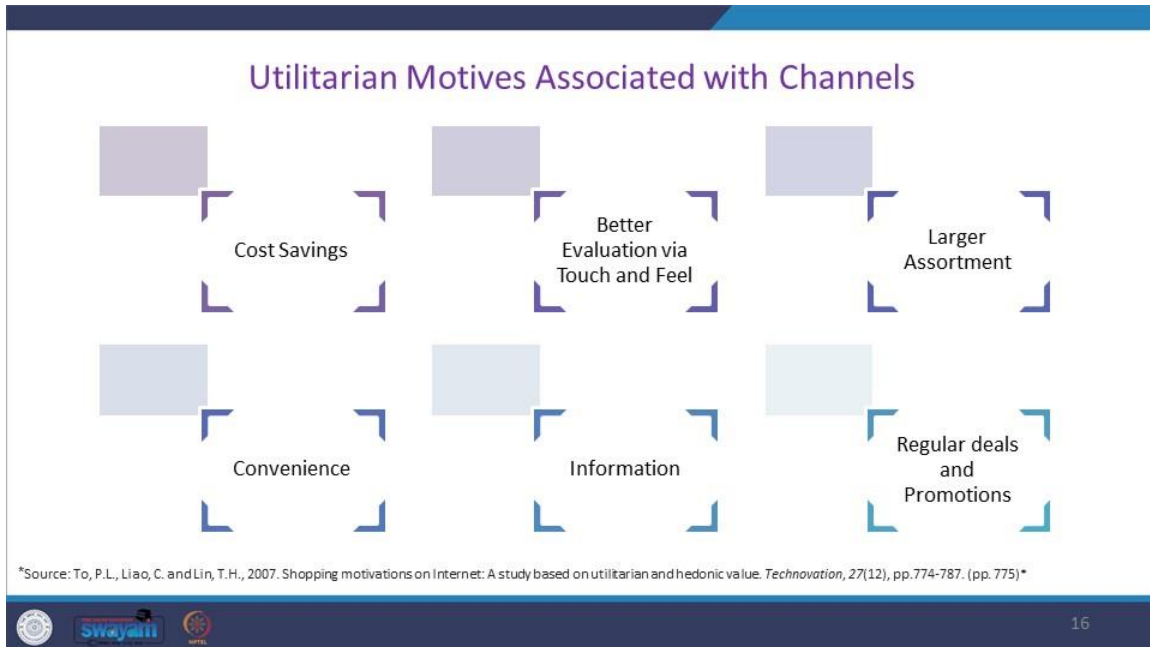 Utilitarian Motives Associated with Channels
Cost Savings
Better
Evaluation via
Touch and Feel
Larger
Assortment
Convenience
Information
Regular deals
and
Promotions
*Source: To, P.L., Liao, C. and Lin, T.H., 2007. Shopping motivations on Internet: A study based on utilitarian and hedonic value. Technovation, 27(12), pp.774-787. (pp. 775)*
swayam
NPTEL
16